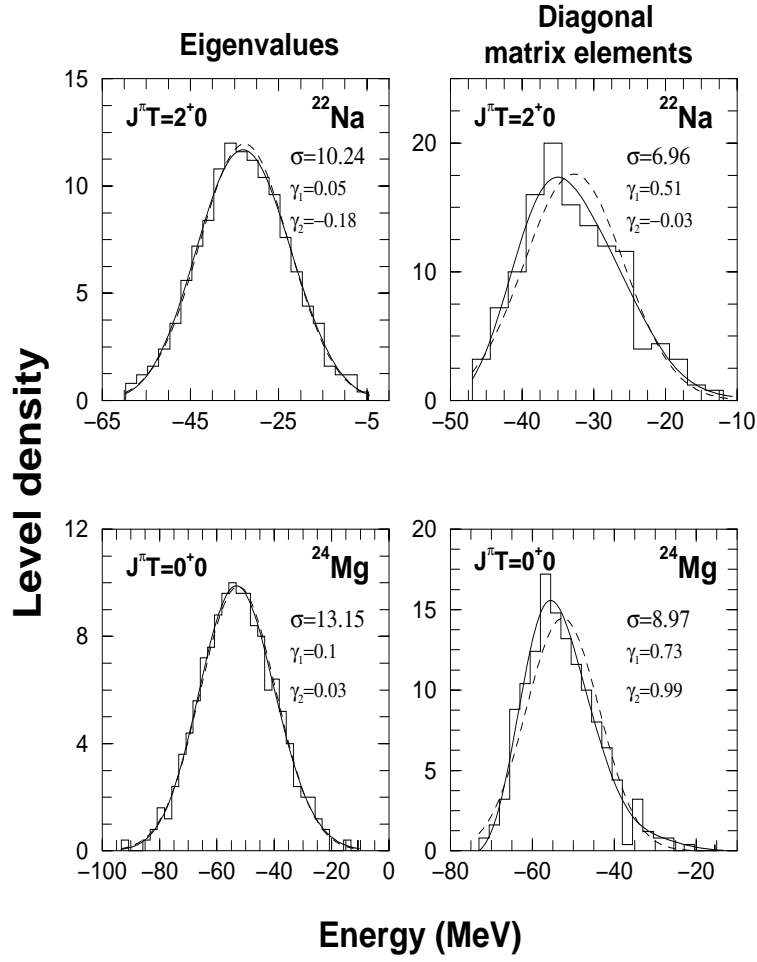 Eigenvalues
Diagonal
matrix elements
Level density
15
10
5
0
−65
−45
−25
−5
JπT=2+0
22Na
σ=10.24
γ1=0.05
γ2=−0.18
20
10
0
−50
−40
−30
−20
−10
JπT=2+0
22Na
σ=6.96
γ1=0.51
γ2=−0.03
12
8
4
0
−100
−80
−60
−40
−20
0
JπT=0+0
24Mg
σ=13.15
γ1=0.1
γ2=0.03
20
15
10
5
0
−80
−60
−40
−20
JπT=0+0
24Mg
σ=8.97
γ1=0.73
γ2=0.99
Energy (MeV)